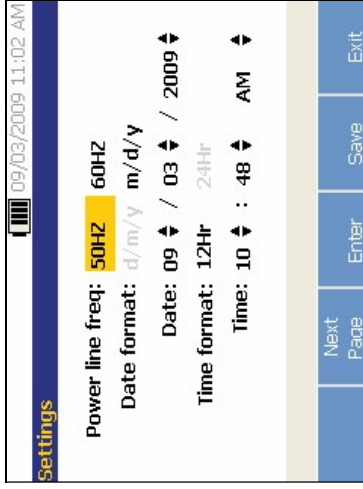 09/03/2009 11:02 AM
Settings
Power line freq: 50HZ 60HZ
Date format: d/m/y m/d/y
Date: 09 / 03 / 2009
Time format: 12Hr 24Hr
Time: 10 : 48 AM
Next Page Enter Save Exit